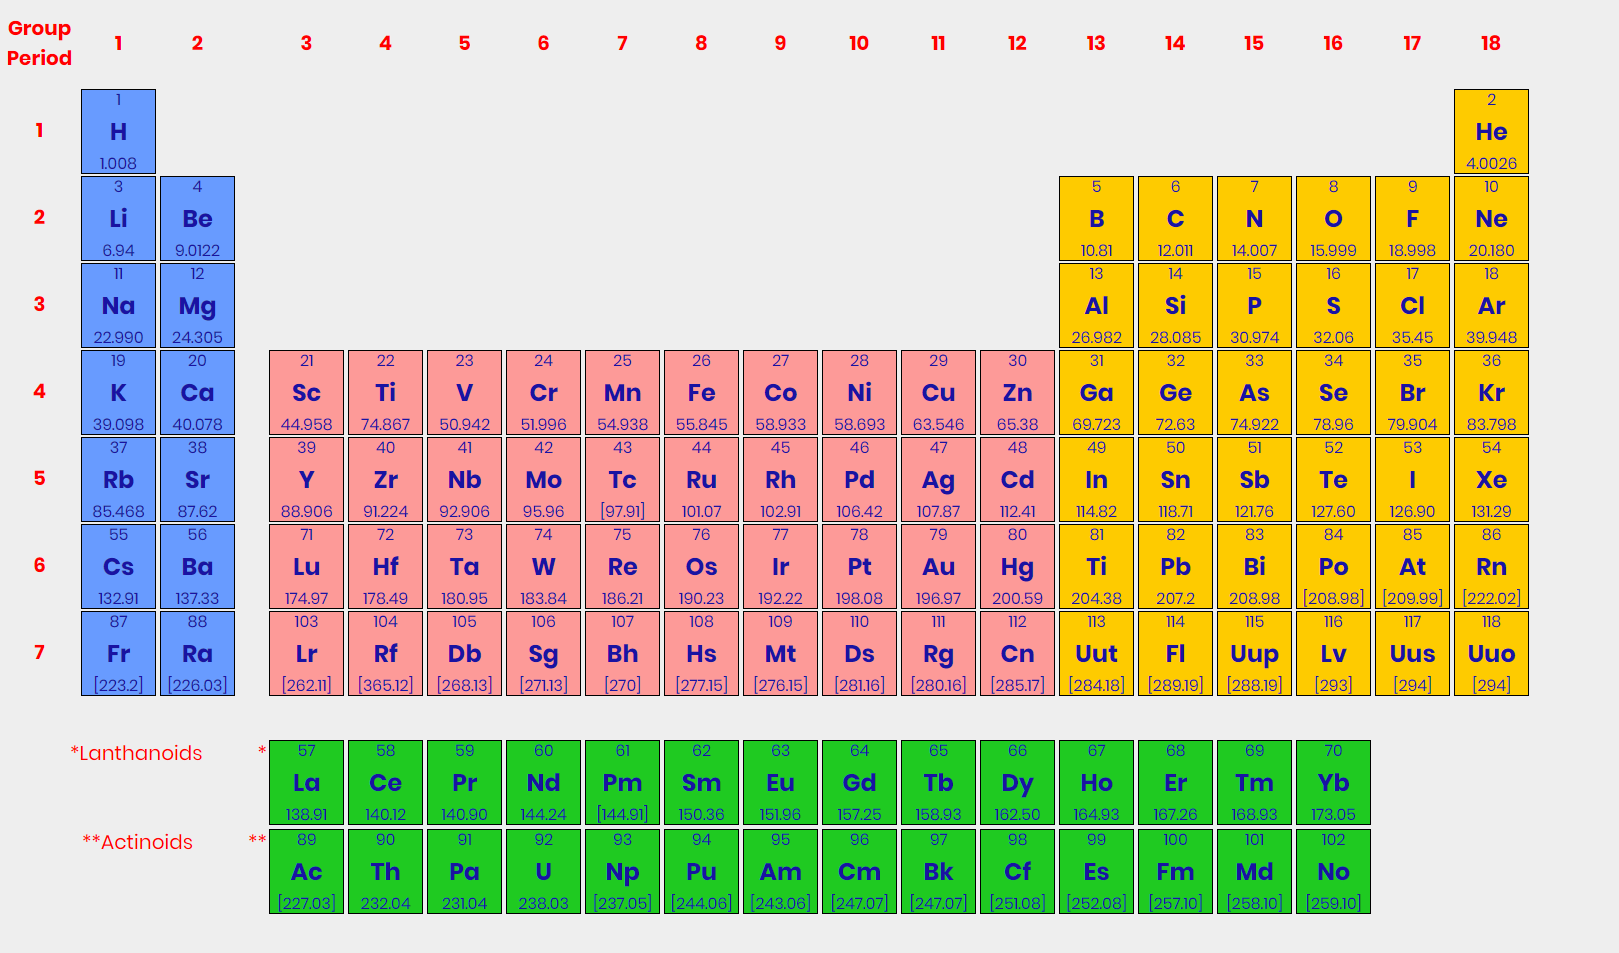 Group
Period
1 2 3 4 5 6 7 8 9 10 11 12 13 14 15 16 17 18
1 2
1 H He
1.008 4.0026
3 4 5 6 7 8 9 10
2 Li Be B C N O F Ne
6.94 9.0122 10.81 12.011 14.007 15.999 18.998 20.180
11 12 13 14 15 16 17 18
3 Na Mg Al Si P S Cl Ar
22.990 24.305 26.982 28.085 30.974 32.06 35.45 39.948
19 20 21 22 23 24 25 26 27 28 29 30 31 32 33 34 35 36
4 K Ca Sc Ti V Cr Mn Fe Co Ni Cu Zn Ga Ge As Se Br Kr
39.098 40.078 44.958 74.867 50.942 51.996 54.938 55.845 58.933 58.693 63.546 65.38 69.723 72.63 74.922 78.96 79.904 83.798
37 38 39 40 41 42 43 44 45 46 47 48 49 50 51 52 53 54
5 Rb Sr Y Zr Nb Mo Tc Ru Rh Pd Ag Cd In Sn Sb Te I Xe
85.468 87.62 88.906 91.224 92.906 95.96 [97.91] 101.07 102.91 106.42 107.87 112.41 114.82 118.71 121.76 127.60 126.90 131.29
55 56 71 72 73 74 75 76 77 78 79 80 81 82 83 84 85 86
6 Cs Ba Lu Hf Ta W Re Os Ir Pt Au Hg Ti Pb Bi Po At Rn
132.91 137.33 174.97 178.49 180.95 183.84 186.21 190.23 192.22 198.08 196.97 200.59 204.38 207.2 208.98 [208.98] [209.99] [222.02]
87 88 103 104 105 106 107 108 109 110 111 112 113 114 115 116 117 118
7 Fr Ra Lr Rf Db Sg Bh Hs Mt Ds Rg Cn Uut Fl Uup Lv Uus Uuo
[223.2] [226.03] [262.11] [365.12] [268.13] [271.13] [270] [277.15] [276.15] [281.16] [280.16] [285.17] [284.18] [289.19] [288.19] [293] [294] [294]
*Lanthanoids * 57 58 59 60 61 62 63 64 65 66 67 68 69 70
La Ce Pr Nd Pm Sm Eu Gd Tb Dy Ho Er Tm Yb
138.91 140.12 140.90 144.24 [144.91] 150.36 151.96 157.25 158.93 162.50 164.93 167.26 168.93 173.05
**Actinoids ** 89 90 91 92 93 94 95 96 97 98 99 100 101 102
Ac Th Pa U Np Pu Am Cm Bk Cf Es Fm Md No
[227.03] 232.04 231.04 238.03 [237.05] [244.06] [243.06] [247.07] [247.07] [251.08] [252.08] [257.10] [258.10] [259.10]